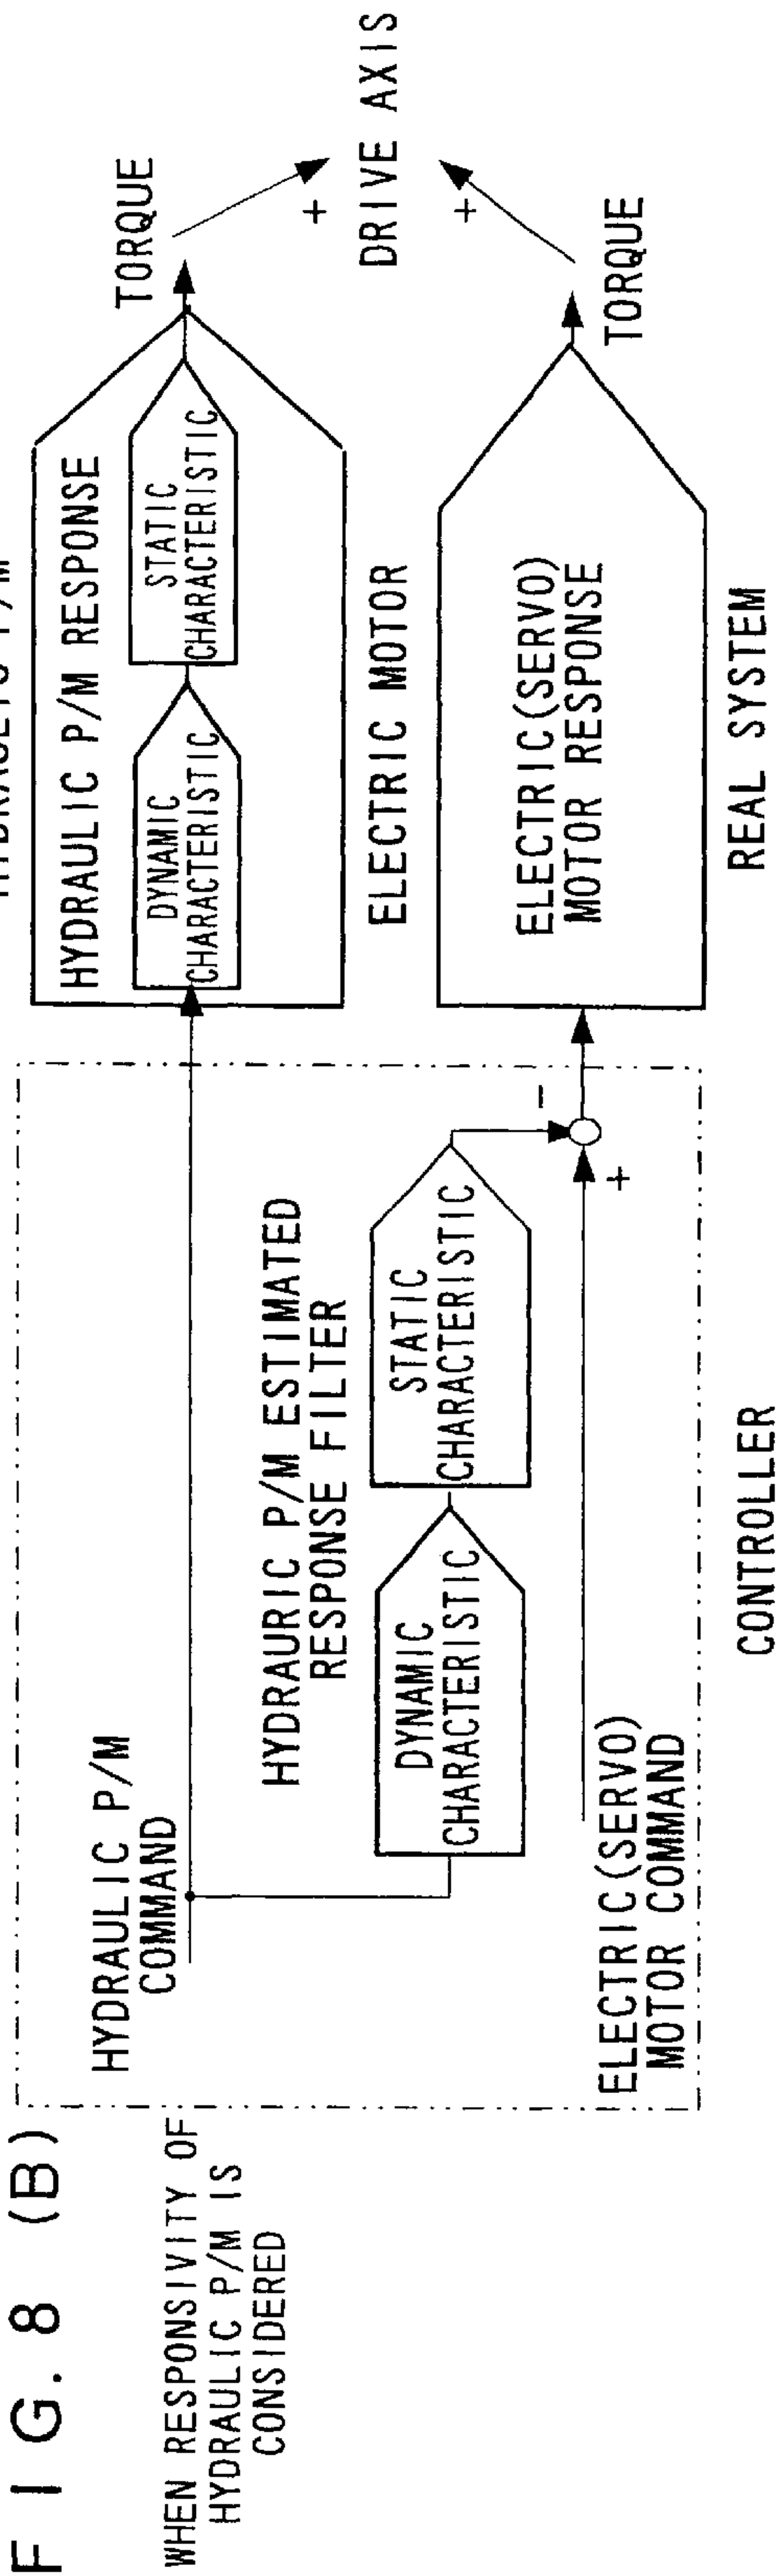 F I G. 8 (B)
WHEN RESPONSIVITY OF
HYDRAULIC P/M IS
CONSIDERED
HYDRAULIC P/M
COMMAND
HYDRAURIC P/M ESTIMATED
RESPONSE FILTER
DYNAMIC
CHARACTERISTIC
STATIC
CHARACTERISTIC
−
+
ELECTRIC(SERVO)
MOTOR COMMAND
CONTROLLER
HYDRAULIC P/M RESPONSE
DYNAMIC
CHARACTERISTIC
STATIC
CHARACTERISTIC
ELECTRIC MOTOR
ELECTRIC(SERVO)
MOTOR RESPONSE
REAL SYSTEM
TORQUE
+
DRIVE AXIS
+
TORQUE